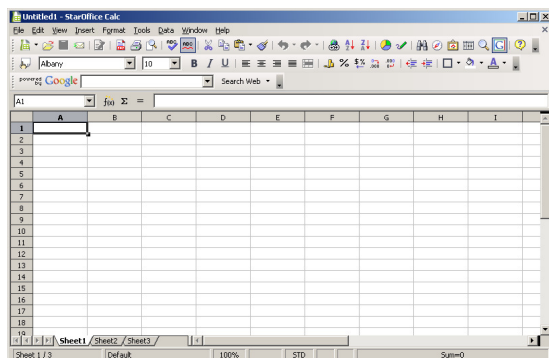 Untitled1 - StarOffice Calc
File Edit View Insert Format Tools Data Window Help
Albany 10 B I U
powered by Google Search Web
A1 f(x) Σ =
A B C D E F G H I
1
2
3
4
5
6
7
8
9
10
11
12
13
14
15
16
17
18
19
Sheet1 Sheet2 Sheet3
Sheet 1 / 3 Default 100% STD Sum=0